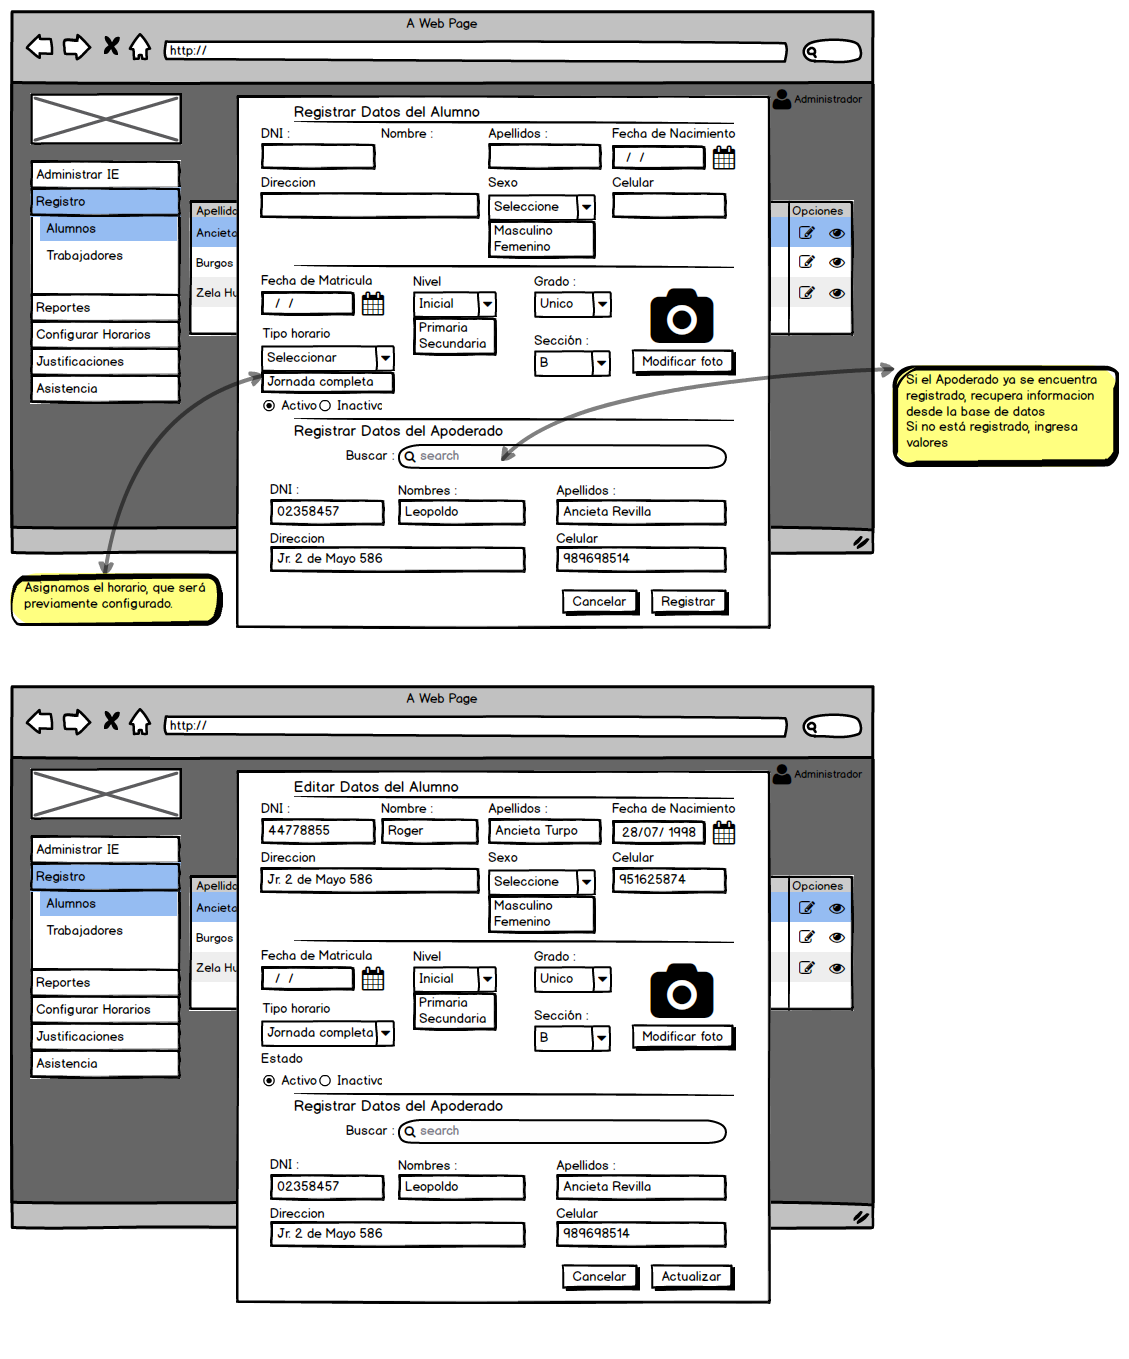 A Web Page
http://
Administrador
Administrar IE
Registro
Alumnos
Trabajadores
Reportes
Configurar Horarios
Justificaciones
Asistencia
Apellido
Opciones
Ancieta
Burgos
Zela Hu
Registrar Datos del Alumno
DNI : Nombre : Apellidos : Fecha de Nacimiento
/ /
Direccion Sexo Celular
Seleccione
Masculino
Femenino
Fecha de Matricula Nivel Grado :
/ / Inicial Unico
Primaria
Secundaria
Tipo horario Sección :
Seleccionar B Modificar foto
Jornada completa
Activo Inactivo
Registrar Datos del Apoderado
Buscar : search
DNI : Nombres : Apellidos :
02358457 Leopoldo Ancieta Revilla
Direccion Celular
Jr. 2 de Mayo 586 989698514
Cancelar Registrar
Si el Apoderado ya se encuentra
registrado, recupera informacion
desde la base de datos
Si no está registrado, ingresa
valores
Asignamos el horario, que será
previamente configurado.
A Web Page
http://
Administrador
Administrar IE
Registro
Alumnos
Trabajadores
Reportes
Configurar Horarios
Justificaciones
Asistencia
Apellido
Opciones
Ancieta
Burgos
Zela Hu
Editar Datos del Alumno
DNI : Nombre : Apellidos : Fecha de Nacimiento
44778855 Roger Ancieta Turpo 28/07/ 1998
Direccion Sexo Celular
Jr. 2 de Mayo 586 Seleccione 951625874
Masculino
Femenino
Fecha de Matricula Nivel Grado :
/ / Inicial Unico
Primaria
Secundaria
Tipo horario Sección :
Jornada completa B Modificar foto
Estado
Activo Inactivo
Registrar Datos del Apoderado
Buscar : search
DNI : Nombres : Apellidos :
02358457 Leopoldo Ancieta Revilla
Direccion Celular
Jr. 2 de Mayo 586 989698514
Cancelar Actualizar